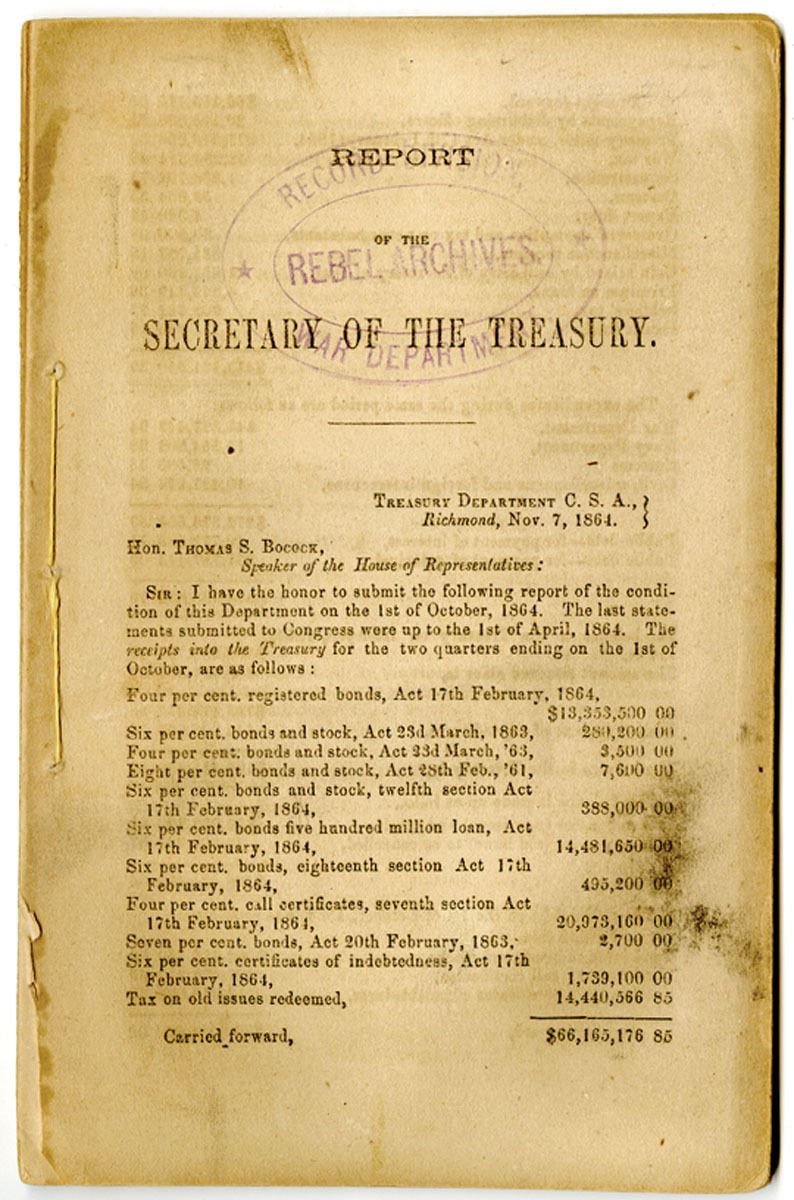 REPORT
RECORD DIVISION,
OF THE
REBEL ARCHIVES.
SECRETARY OF THE TREASURY.
WAR DEPARTMENT
TREASURY DEPARTMENT C. S. A., }
Richmond, Nov. 7, 1864. }
Hon. THOMAS S. BOCOCK,
Speaker of the House of Representatives:
SIR: I have the honor to submit the following report of the condi-
tion of this Department on the 1st of October, 1864. The last state-
ments submitted to Congress were up to the 1st of April, 1864. The
receipts into the Treasury for the two quarters ending on the 1st of
October, are as follows:
Four per cent. registered bonds, Act 17th February, 1864,
$13,353,500 00
Six per cent. bonds and stock, Act 23d March, 1863, 280,200 00
Four per cent. bonds and stock, Act 23d March, '63, 3,500 00
Eight per cent. bonds and stock, Act 28th Feb., '61, 7,600 00
Six per cent. bonds and stock, twelfth section Act
17th February, 1864, 388,000 00
Six per cent. bonds five hundred million loan, Act
17th February, 1864, 14,481,650 00
Six per cent. bonds, eighteenth section Act 17th
February, 1864, 495,200 00
Four per cent. call certificates, seventh section Act
17th February, 1864, 20,973,160 00
Seven per cent. bonds, Act 20th February, 1863, 2,700 00
Six per cent. certificates of indebtedness, Act 17th
February, 1864, 1,739,100 00
Tax on old issues redeemed, 14,440,566 85
Carried forward, $66,165,176 85